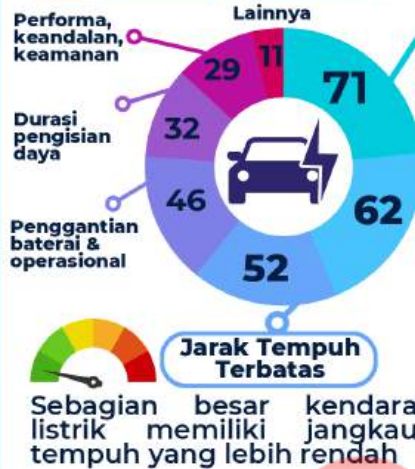 Lainnya
Performa,
keandalan,
keamanan
29
11
71
Durasi
pengisian
daya
32
46
62
Penggantian
baterai &
operasional
52
Jarak Tempuh
Terbatas
Sebagian besar kendara
listrik memiliki jangkau
tempuh yang lebih rendah